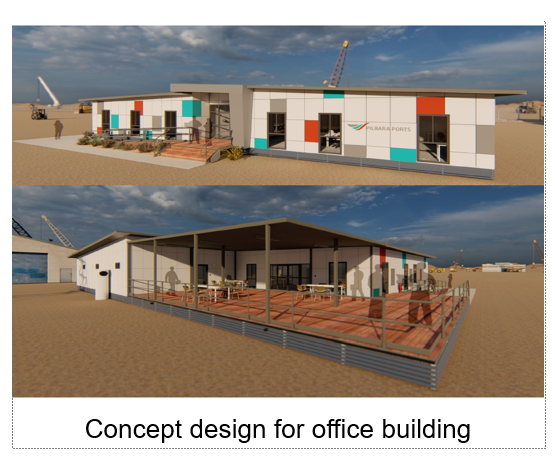 PILBARA PORTS
Concept design for office building